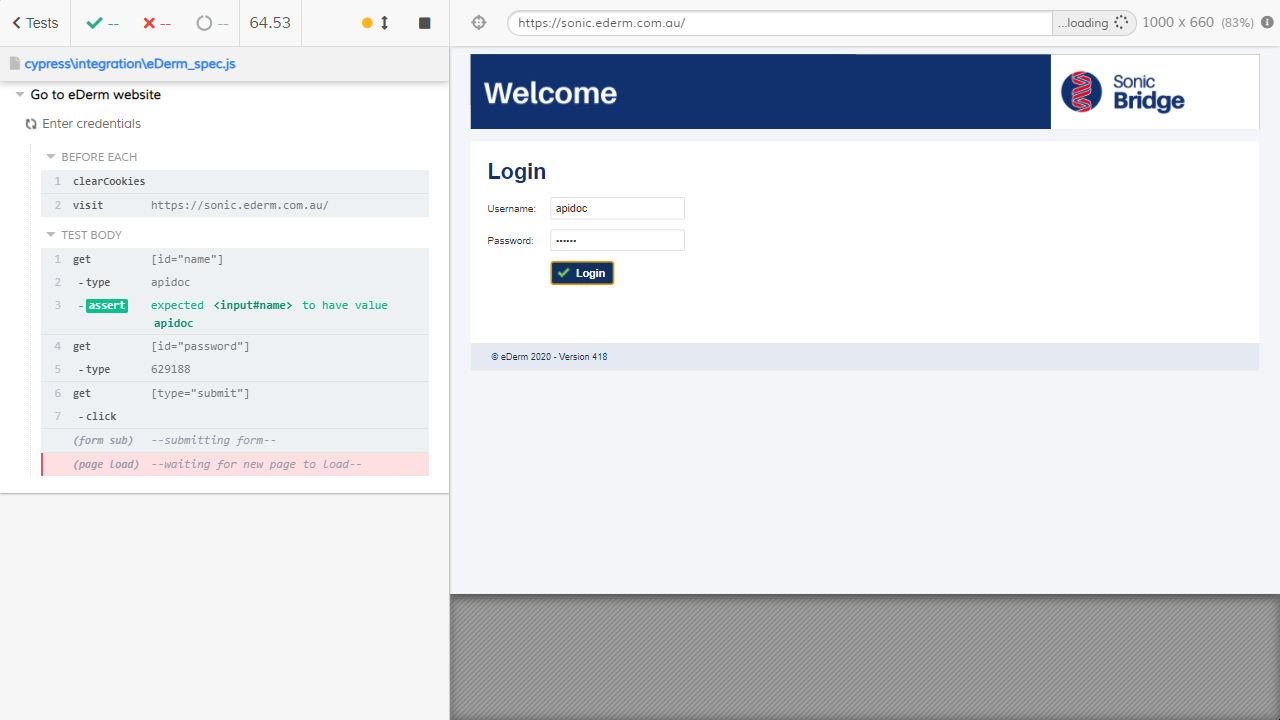 Tests
--
--
--
64.53
https://sonic.ederm.com.au/
...loading
1000 x 660 (83%)
cypress\integration\eDerm_spec.js
Go to eDerm website
Enter credentials
BEFORE EACH
1 clearCookies
2 visit https://sonic.ederm.com.au/
TEST BODY
1 get [id="name"]
2 - type apidoc
3 - assert expected <input#name> to have value
apidoc
4 get [id="password"]
5 - type 629188
6 get [type="submit"]
7 - click
(form sub) --submitting form--
(page load) --waiting for new page to load--
Welcome
Sonic
Bridge
Login
Username: apidoc
Password: ••••••
Login
© eDerm 2020 - Version 418